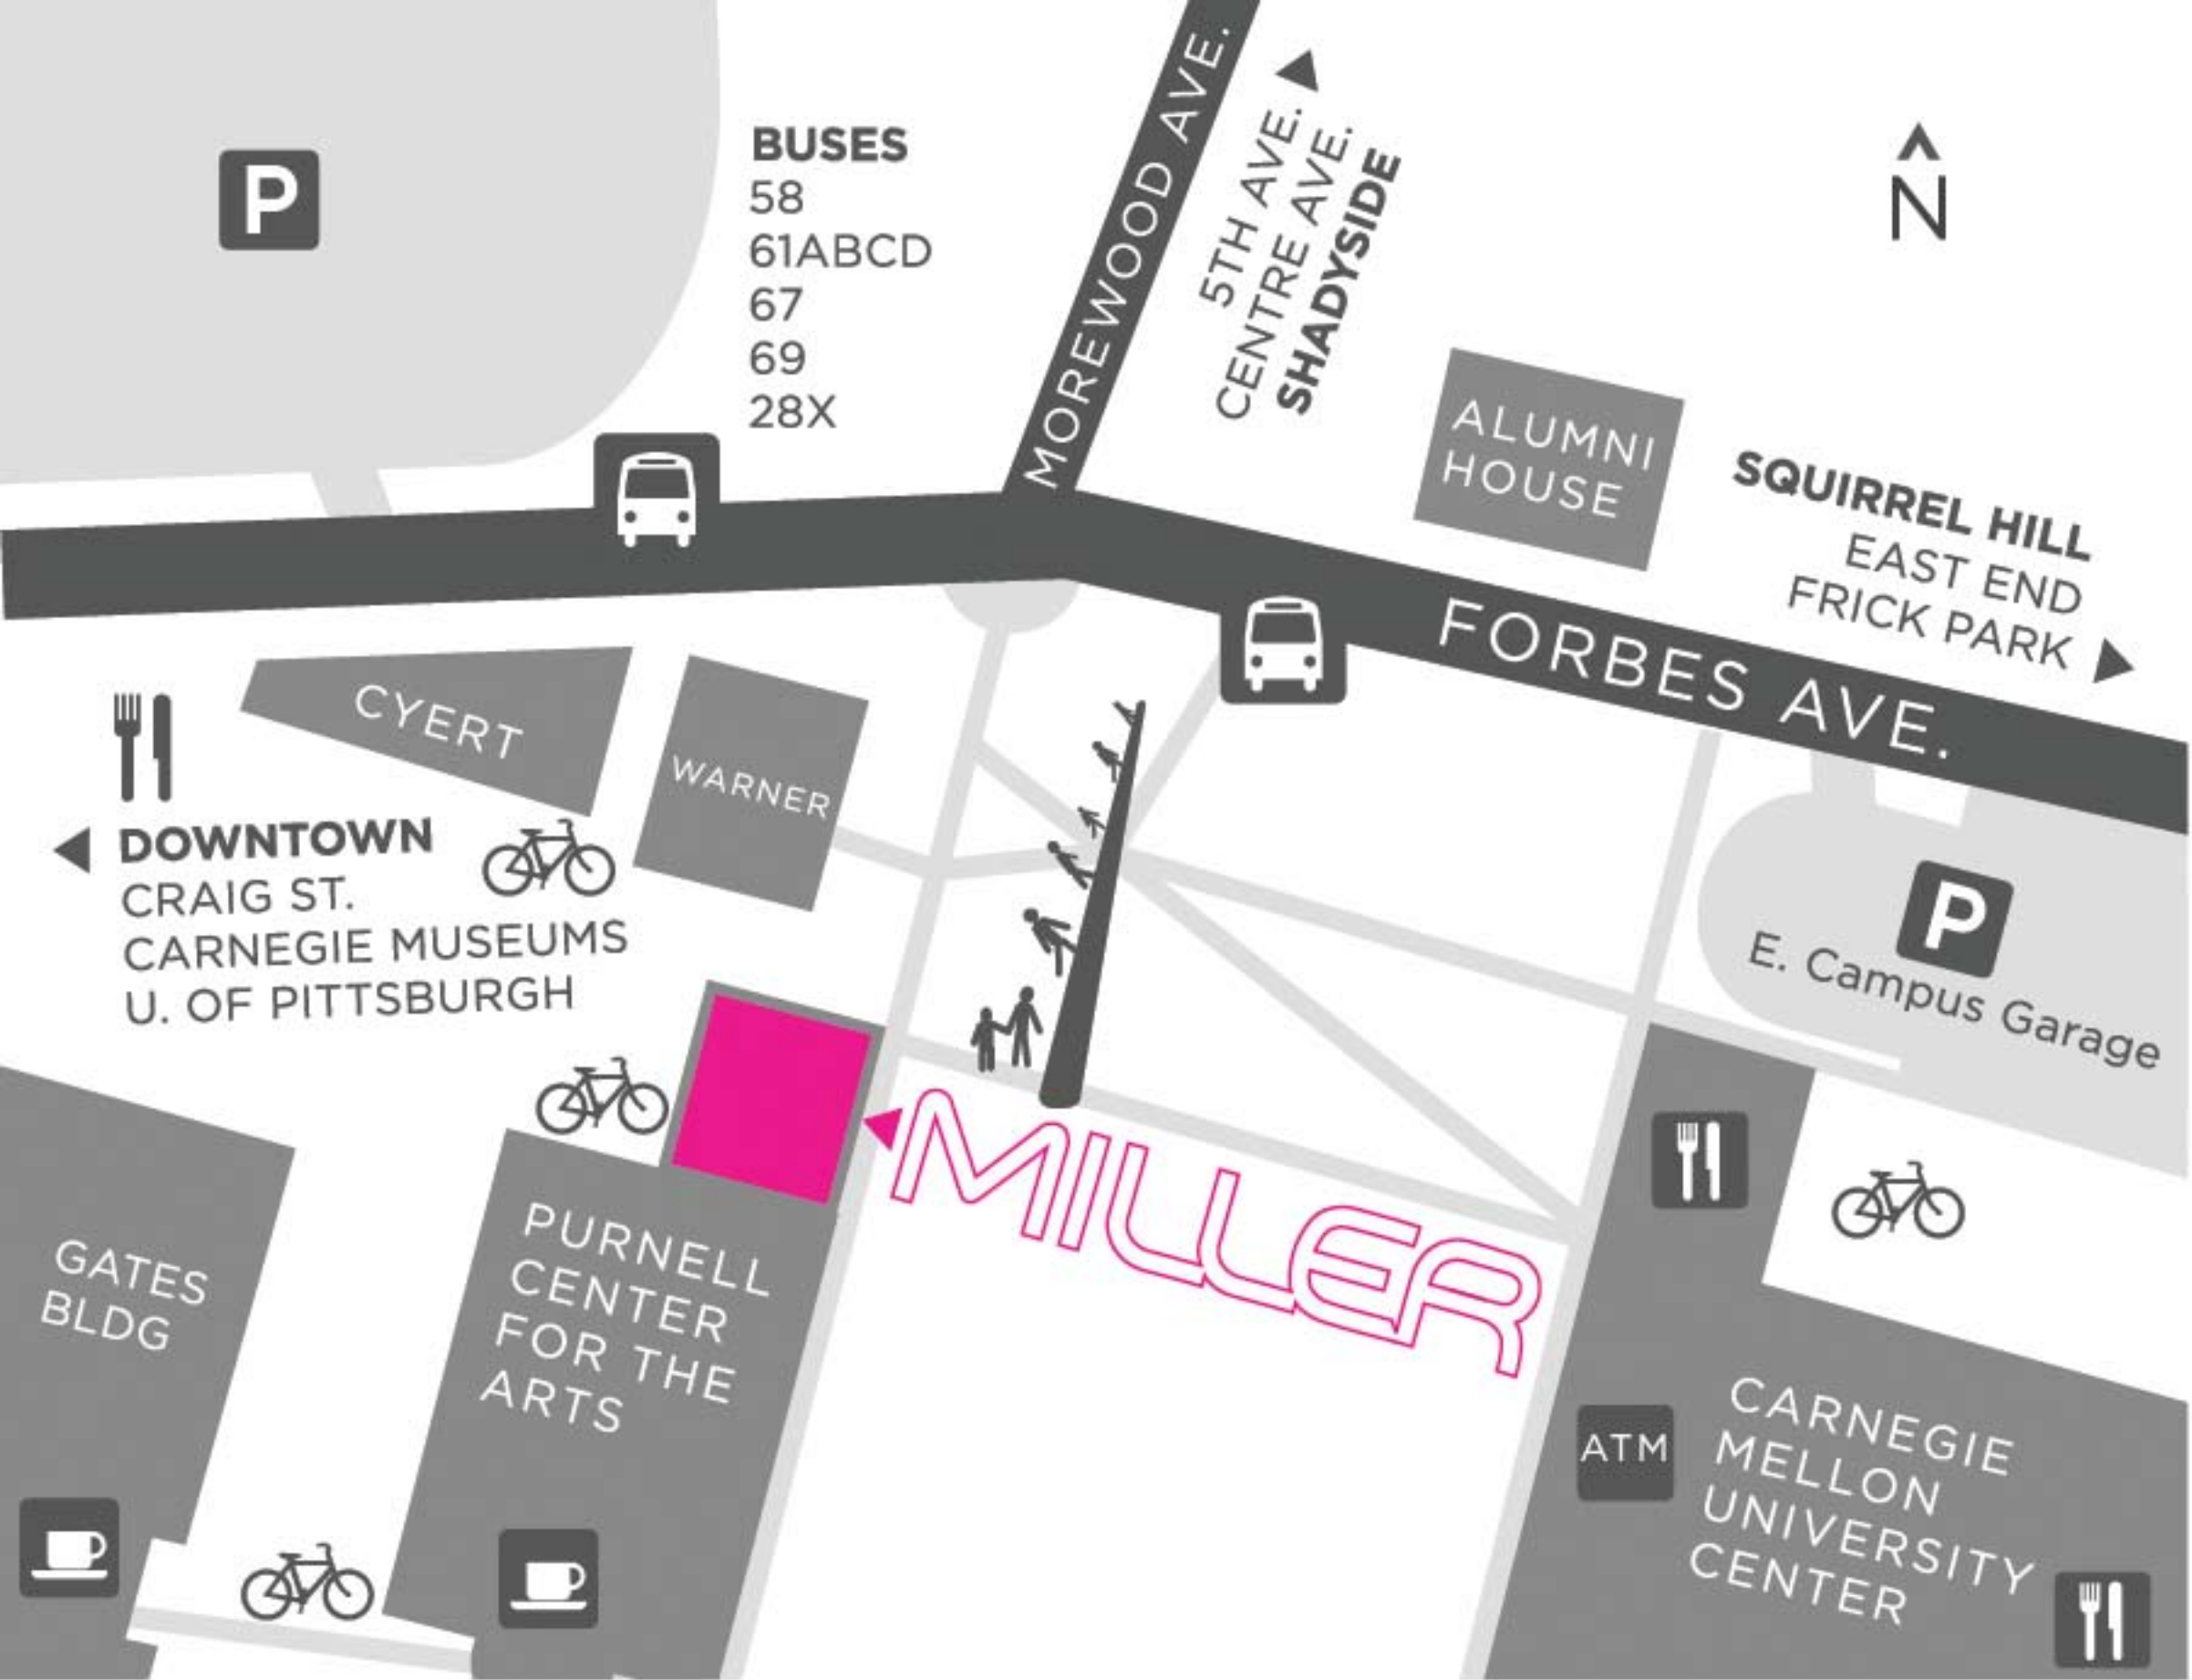 P
BUSES
58
61ABCD
67
69
28X
MOREWOOD AVE.
5TH AVE.
CENTRE AVE.
SHADYSIDE
N
ALUMNI
HOUSE
SQUIRREL HILL
EAST END
FRICK PARK
FORBES AVE.
CYERT
WARNER
DOWNTOWN
CRAIG ST.
CARNEGIE MUSEUMS
U. OF PITTSBURGH
P
E. Campus Garage
MILLER
GATES
BLDG
PURNELL
CENTER
FOR THE
ARTS
ATM
CARNEGIE
MELLON
UNIVERSITY
CENTER